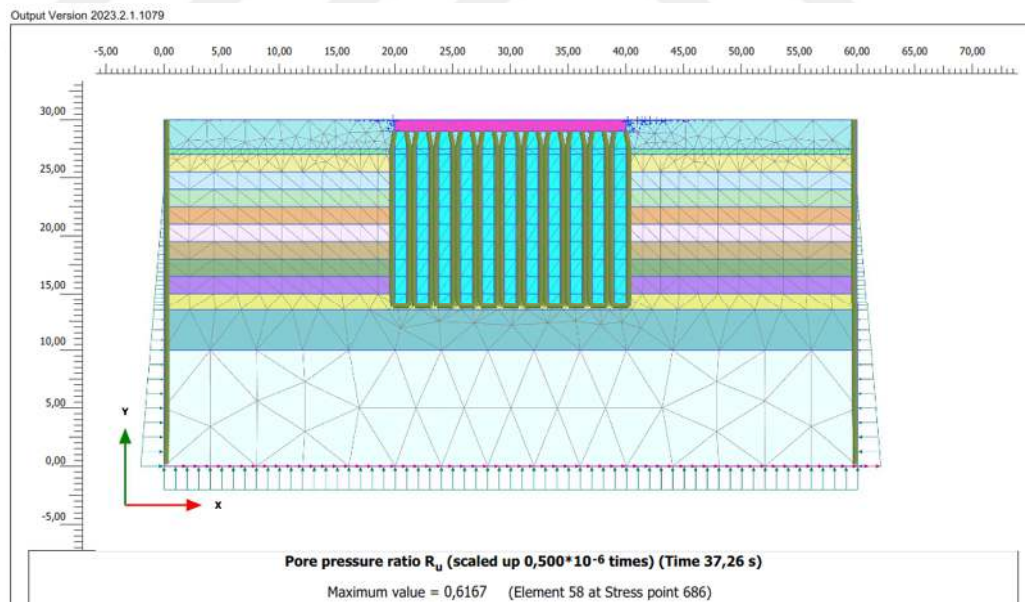 Output Version 2023.2.1.1079
-5,00 0,00 5,00 10,00 15,00 20,00 25,00 30,00 35,00 40,00 45,00 50,00 55,00 60,00 65,00 70,00
30,00
25,00
20,00
15,00
10,00
5,00
Y
0,00
X
-5,00
Pore pressure ratio Rᵤ (scaled up 0,500*10⁻⁶ times) (Time 37,26 s)
Maximum value = 0,6167 (Element 58 at Stress point 686)